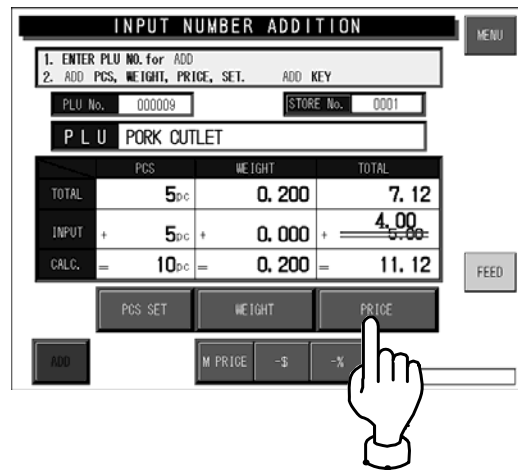 INPUT NUMBER ADDITION
MENU
1. ENTER PLU NO. for ADD
2. ADD PCS, WEIGHT, PRICE, SET. ADD KEY
PLU No. 000009 STORE No. 0001
PLU PORK CUTLET
PCS WEIGHT TOTAL
TOTAL 5pc 0.200 7.12
4.00
INPUT + 5pc + 0.000 + 5.00
CALC. = 10pc = 0.200 = 11.12
FEED
PCS SET WEIGHT PRICE
ADD M PRICE -$ -%